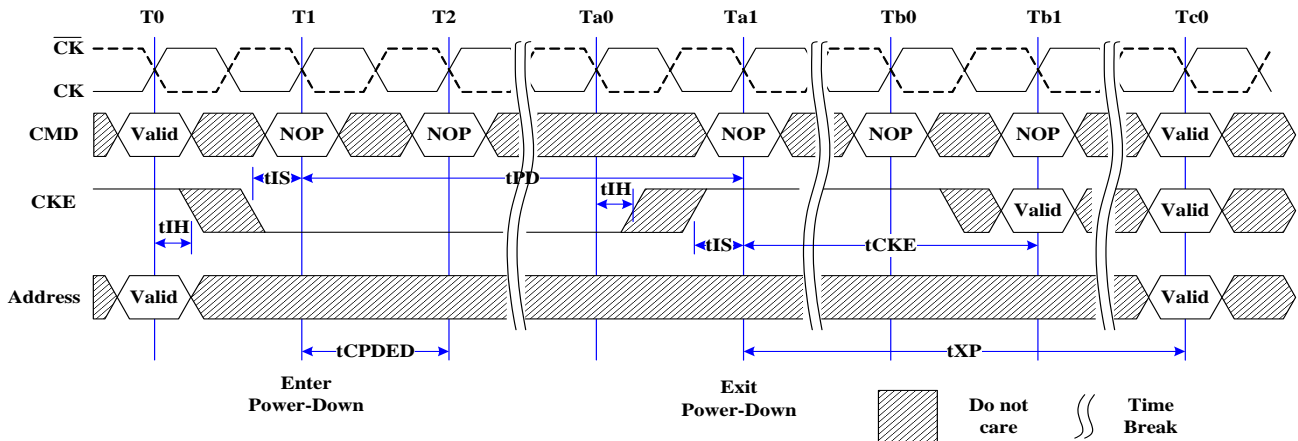 T0 T1 T2 Ta0 Ta1 Tb0 Tb1 Tc0
CK
CK
CMD Valid NOP NOP NOP NOP NOP Valid
tIS tPD tIH
CKE Valid Valid
tIH tIS tCKE
Address Valid Valid
tCPDED tXP
Enter
Power-Down
Exit
Power-Down
Do not
care
Time
Break